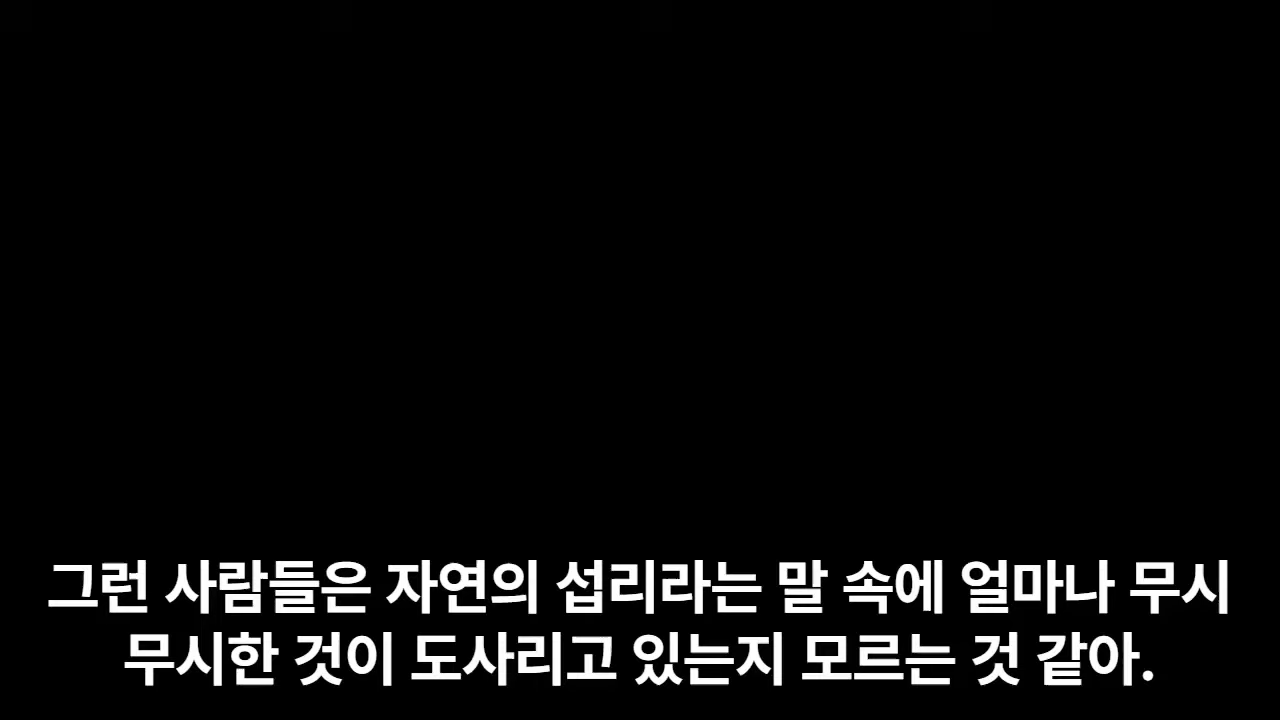 그런 사람들은 자연의 섭리라는 말 속에 얼마나 무시
무시한 것이 도사리고 있는지 모르는 것 같아.